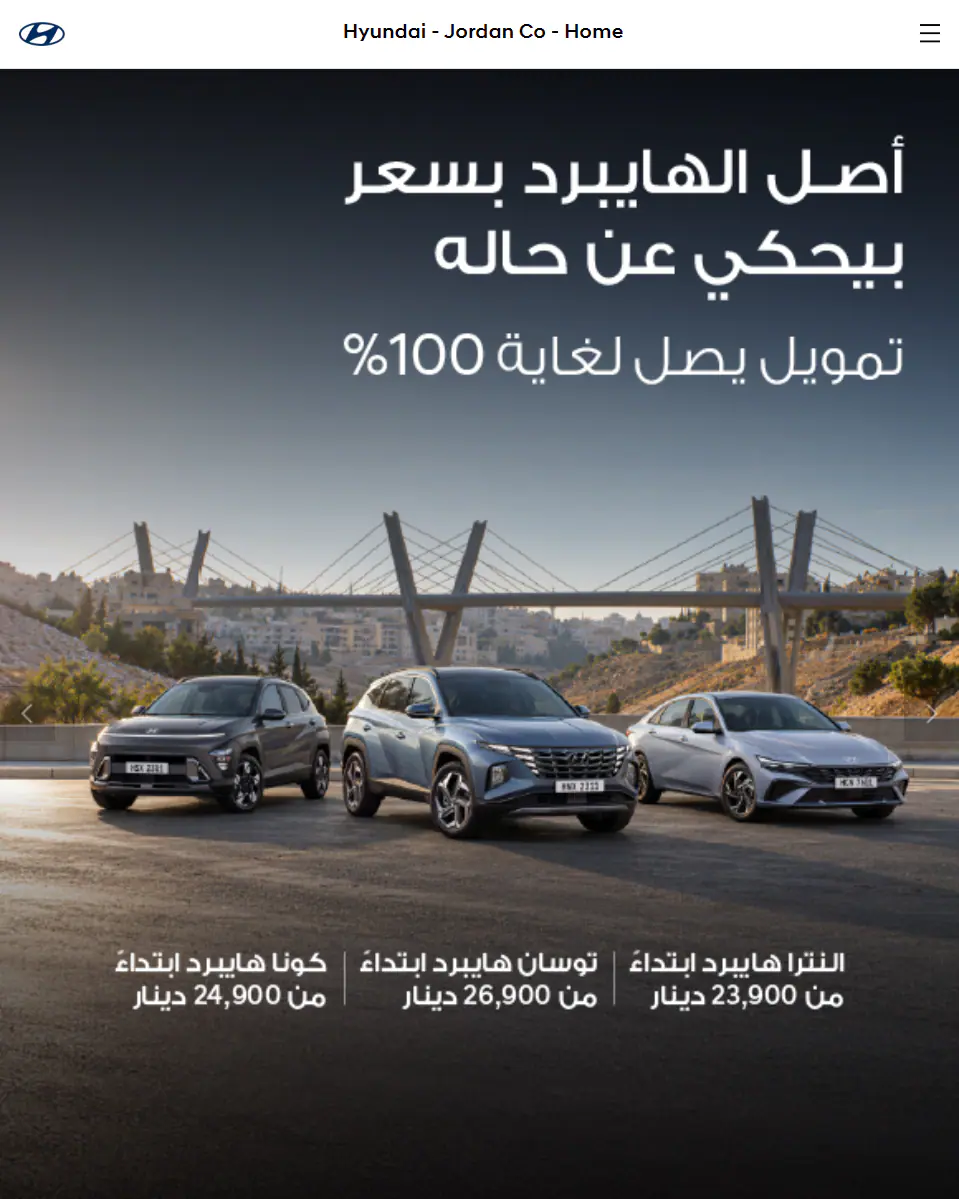 Hyundai - Jordan Co - Home
أصل الهايبرد بسعر
بيحكي عن حاله
تمويل يصل لغاية 100%
النترا هايبرد ابتداءً
من 23,900 دينار
توسان هايبرد ابتداءً
من 26,900 دينار
كونا هايبرد ابتداءً
من 24,900 دينار